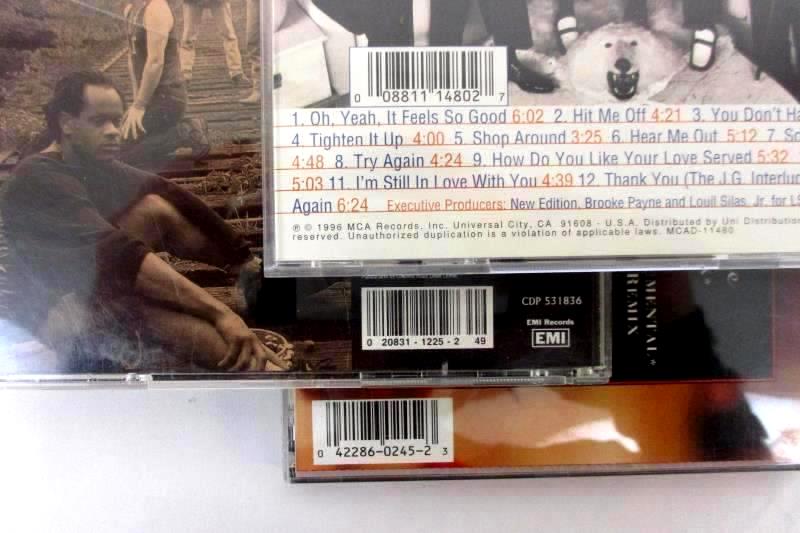 0 08811 14802 7
1. Oh, Yeah, It Feels So Good 6:02 2. Hit Me Off 4:21 3. You Don't
4. Tighten It Up 4:00 5. Shop Around 3:25 6. Hear Me Out 5:12 7.
4:48 8. Try Again 4:24 9. How Do You Like Your Love Served 5:32
5:03 11. I'm Still In Love With You 4:39 12. Thank You (The J.G.
Again 6:24 Executive Producers: New Edition, Brooke Payne and Louil Silas, Jr. for
℗ © 1996 MCA Records, Inc. Universal City, CA 91608 - U.S.A. Distributed by Uni Distribution
reserved. Unauthorized duplication is a violation of applicable laws. MCAD-11480
0 20831-1225-2 49
CDP 531836
EMI Records
EMI
MENTAL*
REMIX
0 42286-0245-2 3